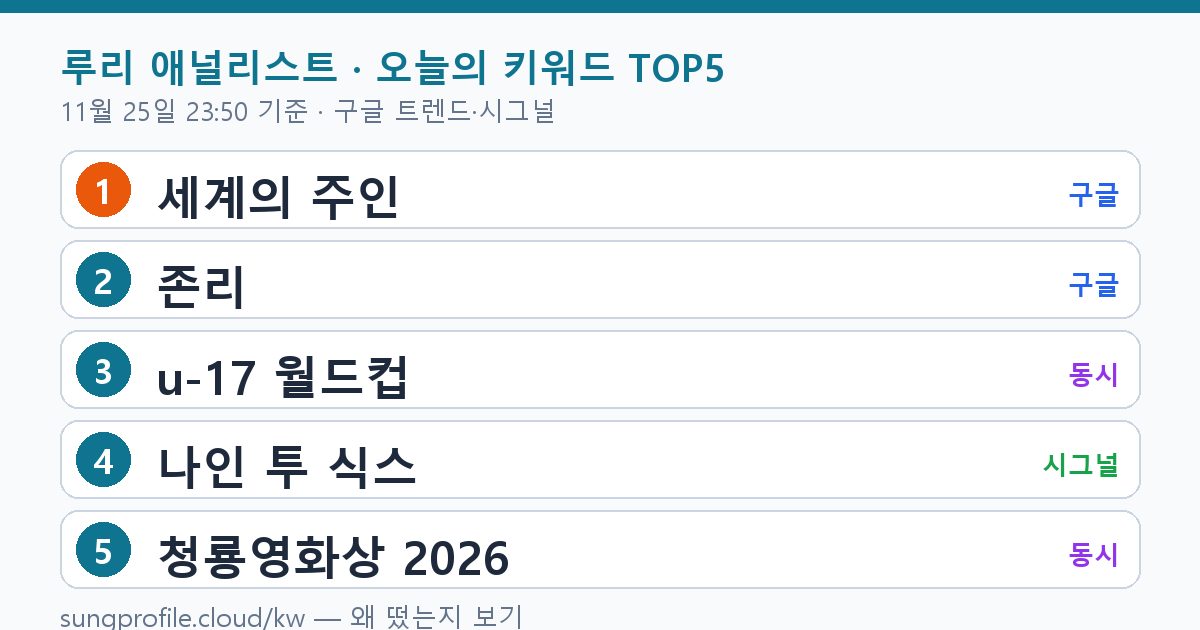 루리 애널리스트 · 오늘의 키워드 TOP5
11월 25일 23:50 기준 · 구글 트렌드·시그널
1 세계의 주인 구글
2 존리 구글
3 u-17 월드컵 동시
4 나인 투 식스 시그널
5 청룡영화상 2026 동시
sungprofile.cloud/kw — 왜 떴는지 보기